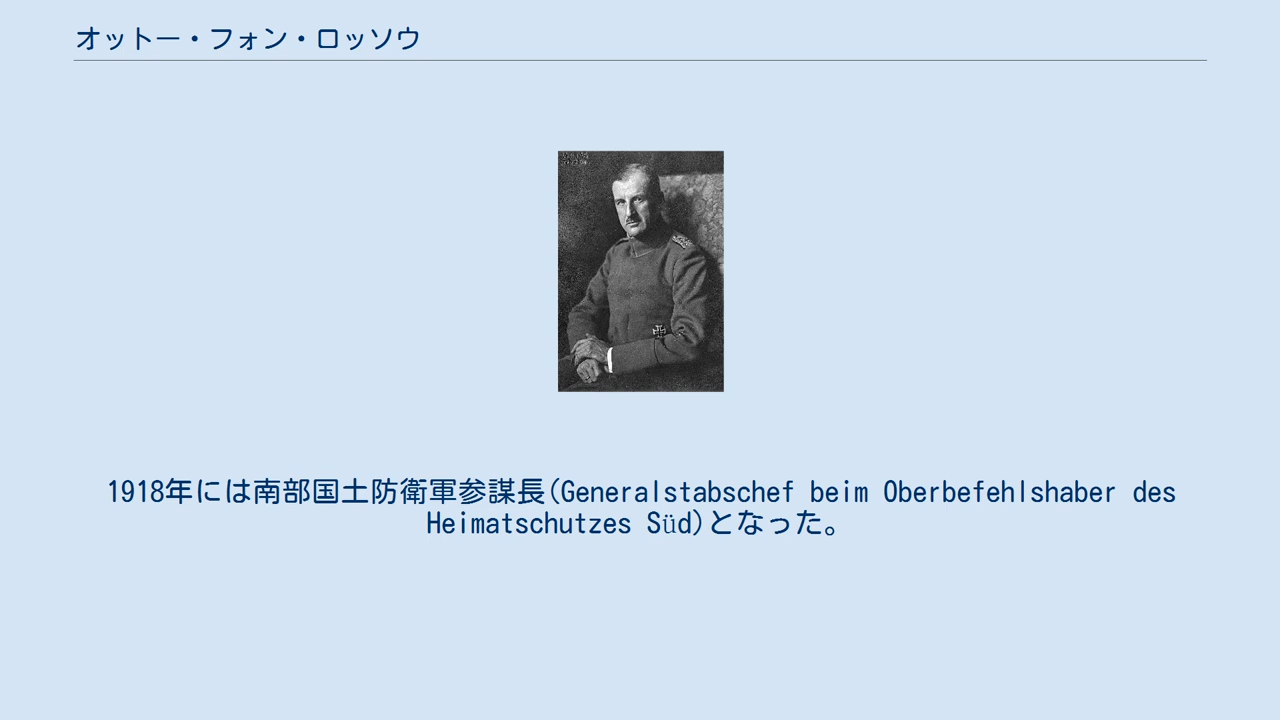 オットー・フォン・ロッソウ
1918年には南部国土防衛軍参謀長(Generalstabschef beim Oberbefehlshaber des
Heimatschutzes Süd)となった。